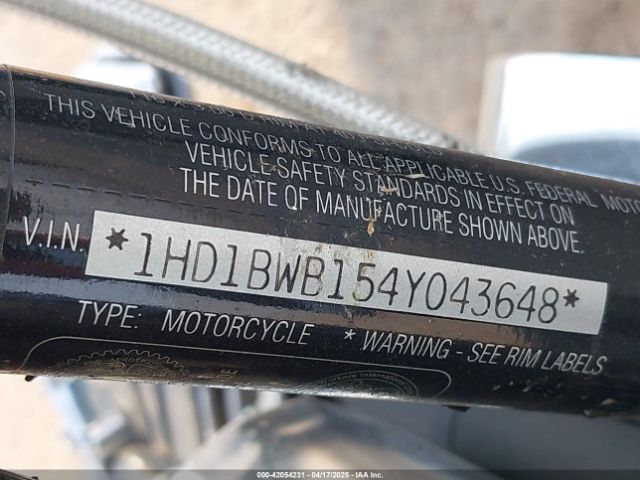 THIS VEHICLE CONFORMS TO ALL APPLICABLE U.S. FEDERAL MOTOR
VEHICLE SAFETY STANDARDS IN EFFECT ON
THE DATE OF MANUFACTURE SHOWN ABOVE.
V.I.N. *1HD1BWB154Y043648*
TYPE: MOTORCYCLE * WARNING - SEE RIM LABELS
000-42054231 - 04/17/2025 - IAA Inc.